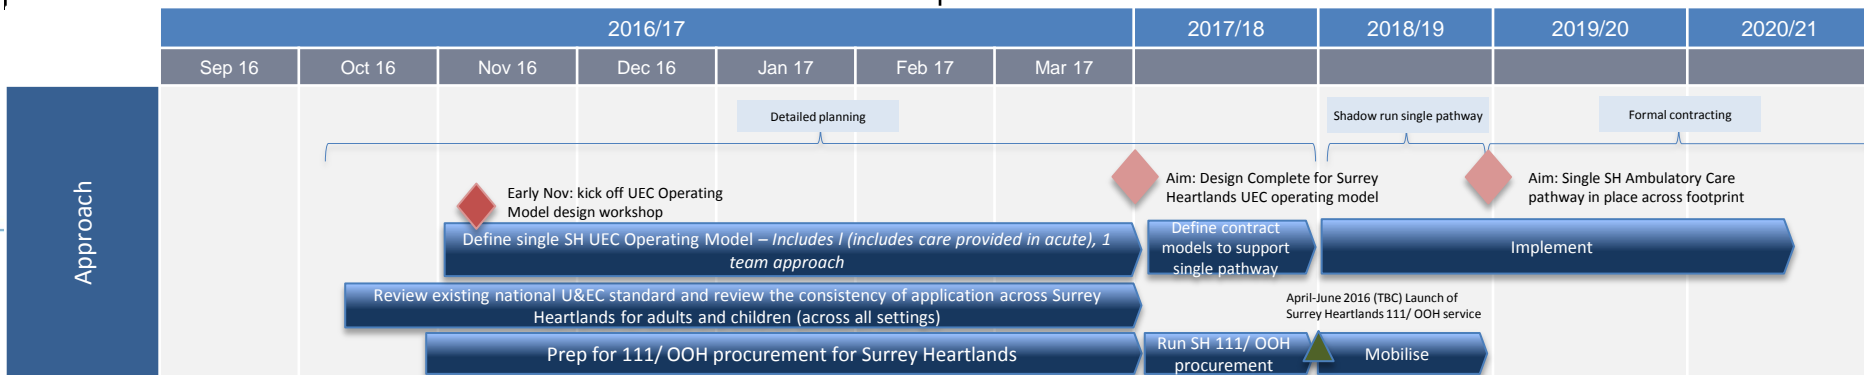 2016/17 2017/18 2018/19 2019/20 2020/21
Sep 16 Oct 16 Nov 16 Dec 16 Jan 17 Feb 17 Mar 17
Approach
Detailed planning
Shadow run single pathway
Formal contracting
Early Nov: kick off UEC Operating
Model design workshop
Aim: Design Complete for Surrey
Heartlands UEC operating model
Aim: Single SH Ambulatory Care
pathway in place across footprint
Define single SH UEC Operating Model – Includes l (includes care provided in acute), 1
team approach
Define contract
models to support
single pathway
Implement
Review existing national U&EC standard and review the consistency of application across Surrey
Heartlands for adults and children (across all settings)
April-June 2016 (TBC) Launch of
Surrey Heartlands 111/ OOH service
Prep for 111/ OOH procurement for Surrey Heartlands
Run SH 111/ OOH
procurement
Mobilise